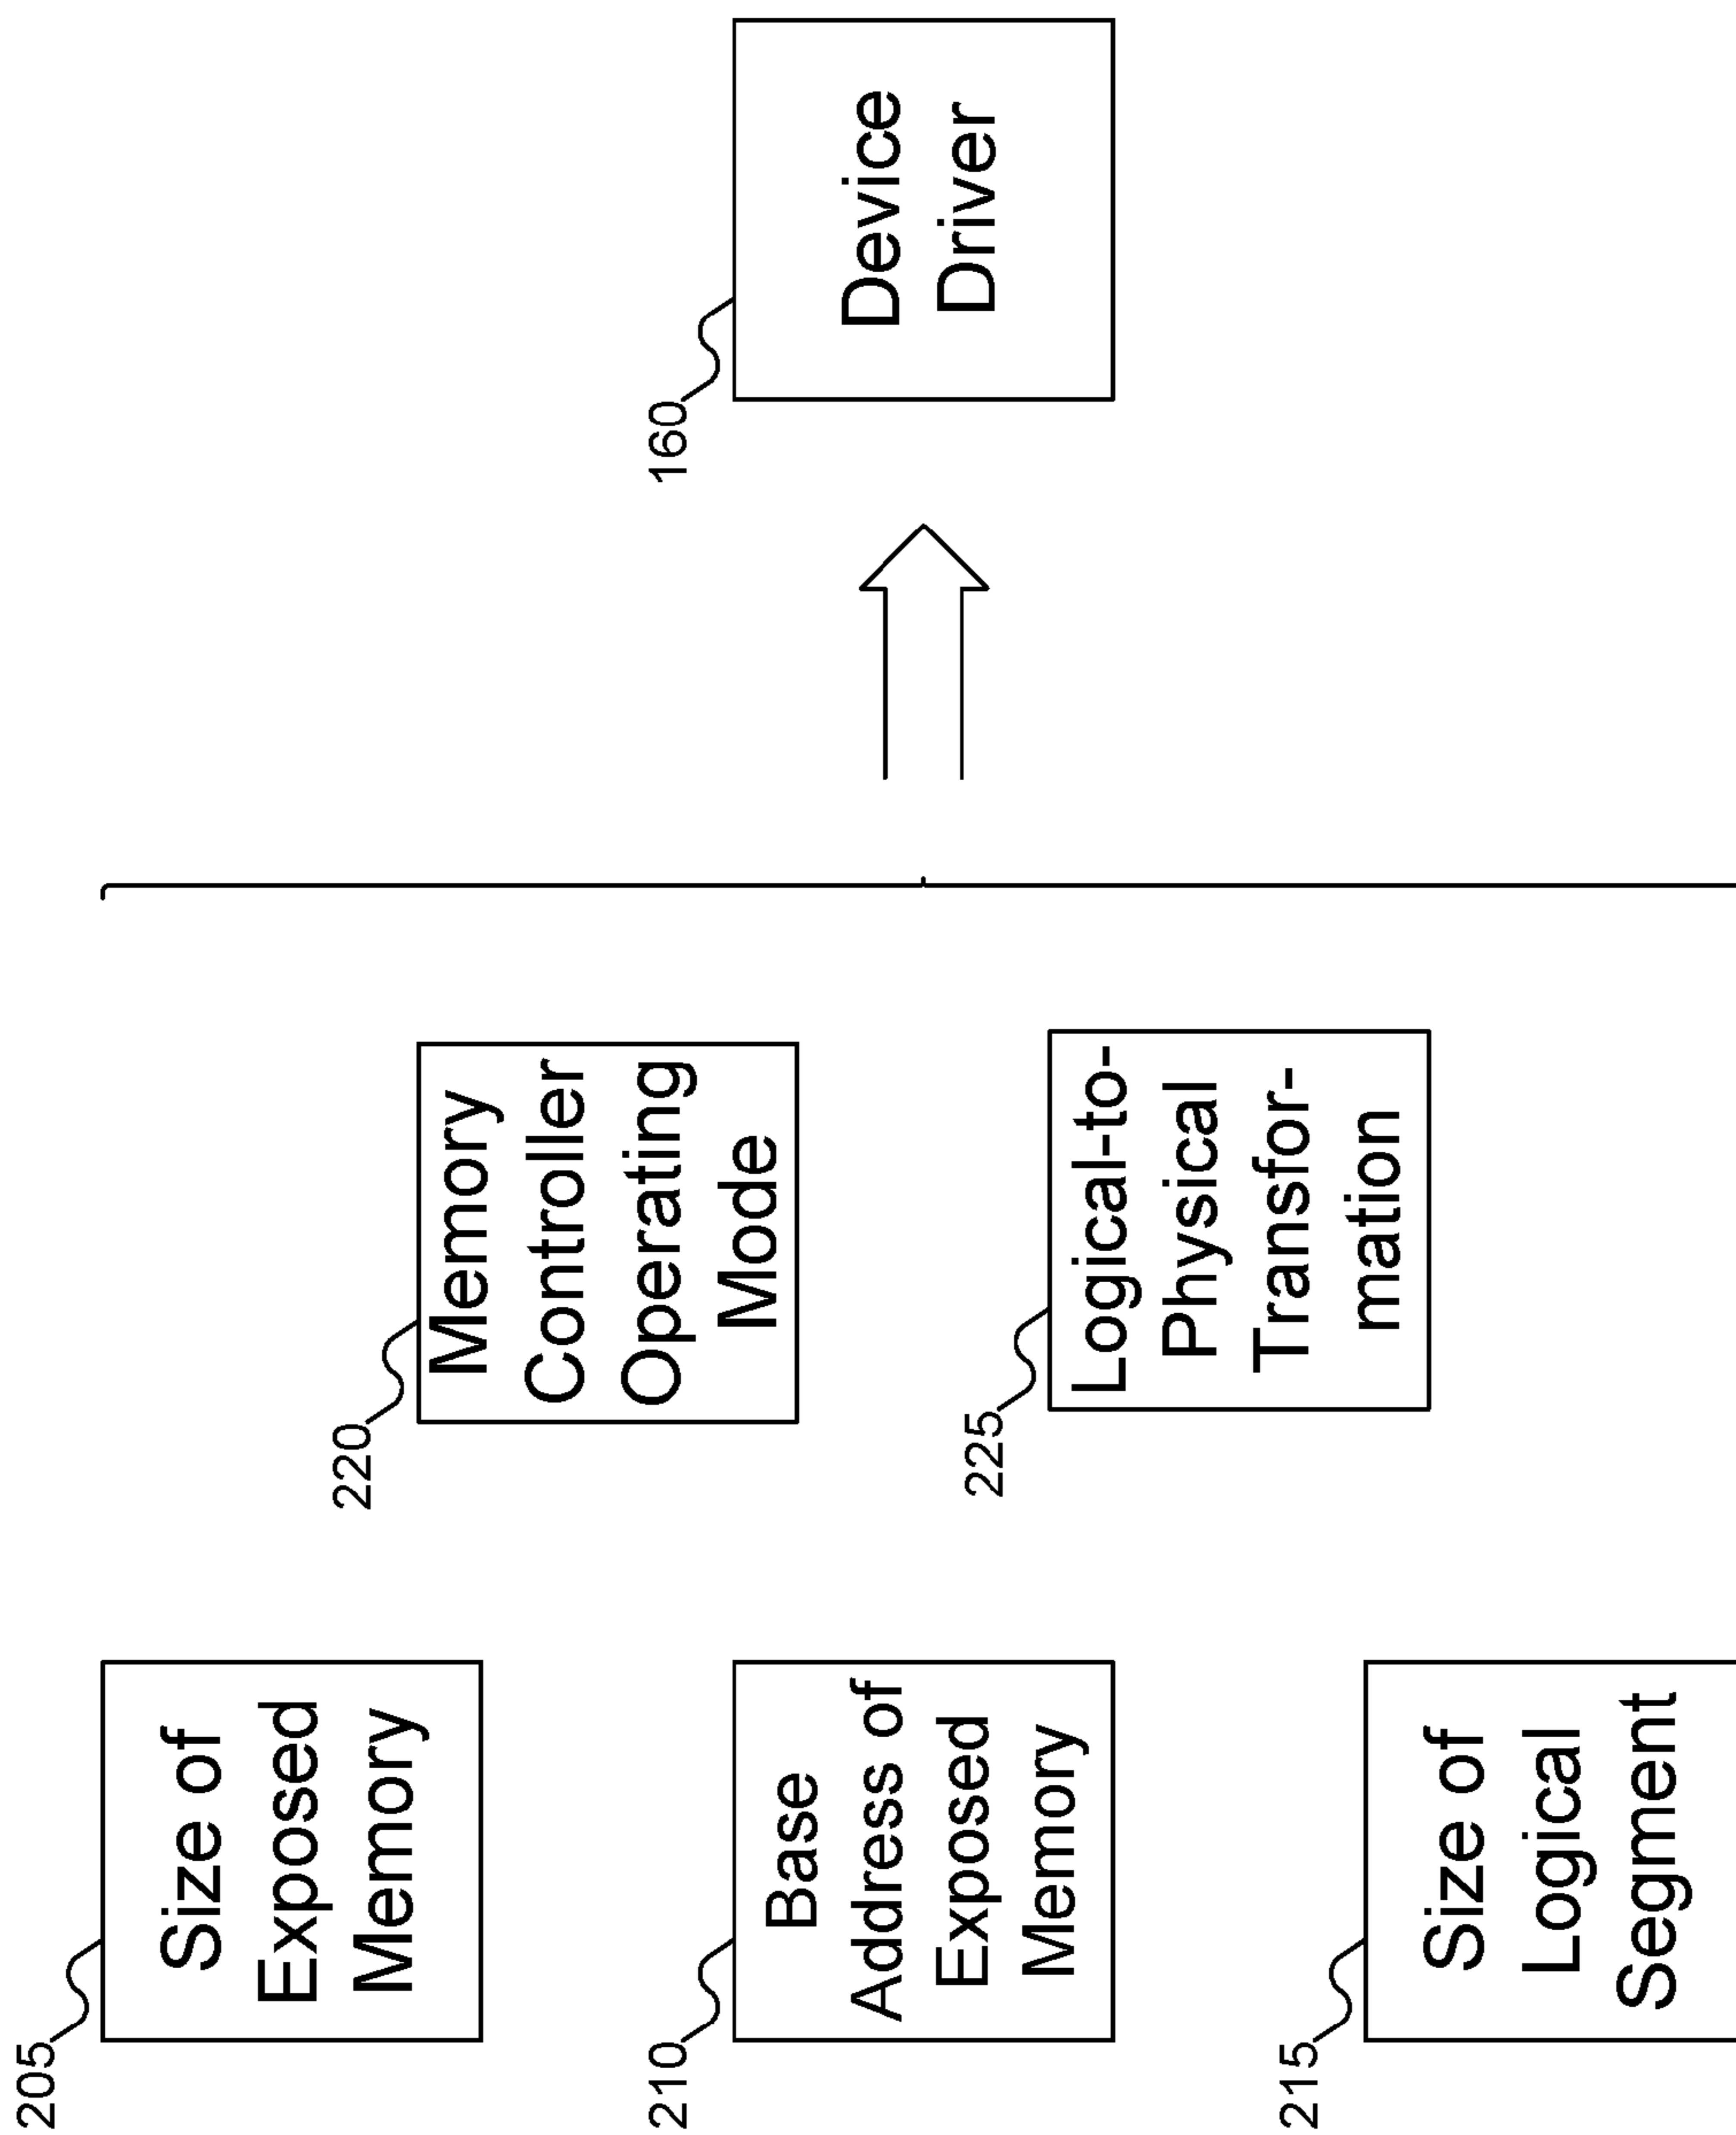 205
Size of
Exposed
Memory
220
Memory
Controller
Operating
Mode
210
Base
Address of
Exposed
Memory
160
Device
Driver
225
Logical-to-
Physical
Transfor-
mation
215
Size of
Logical
Segment